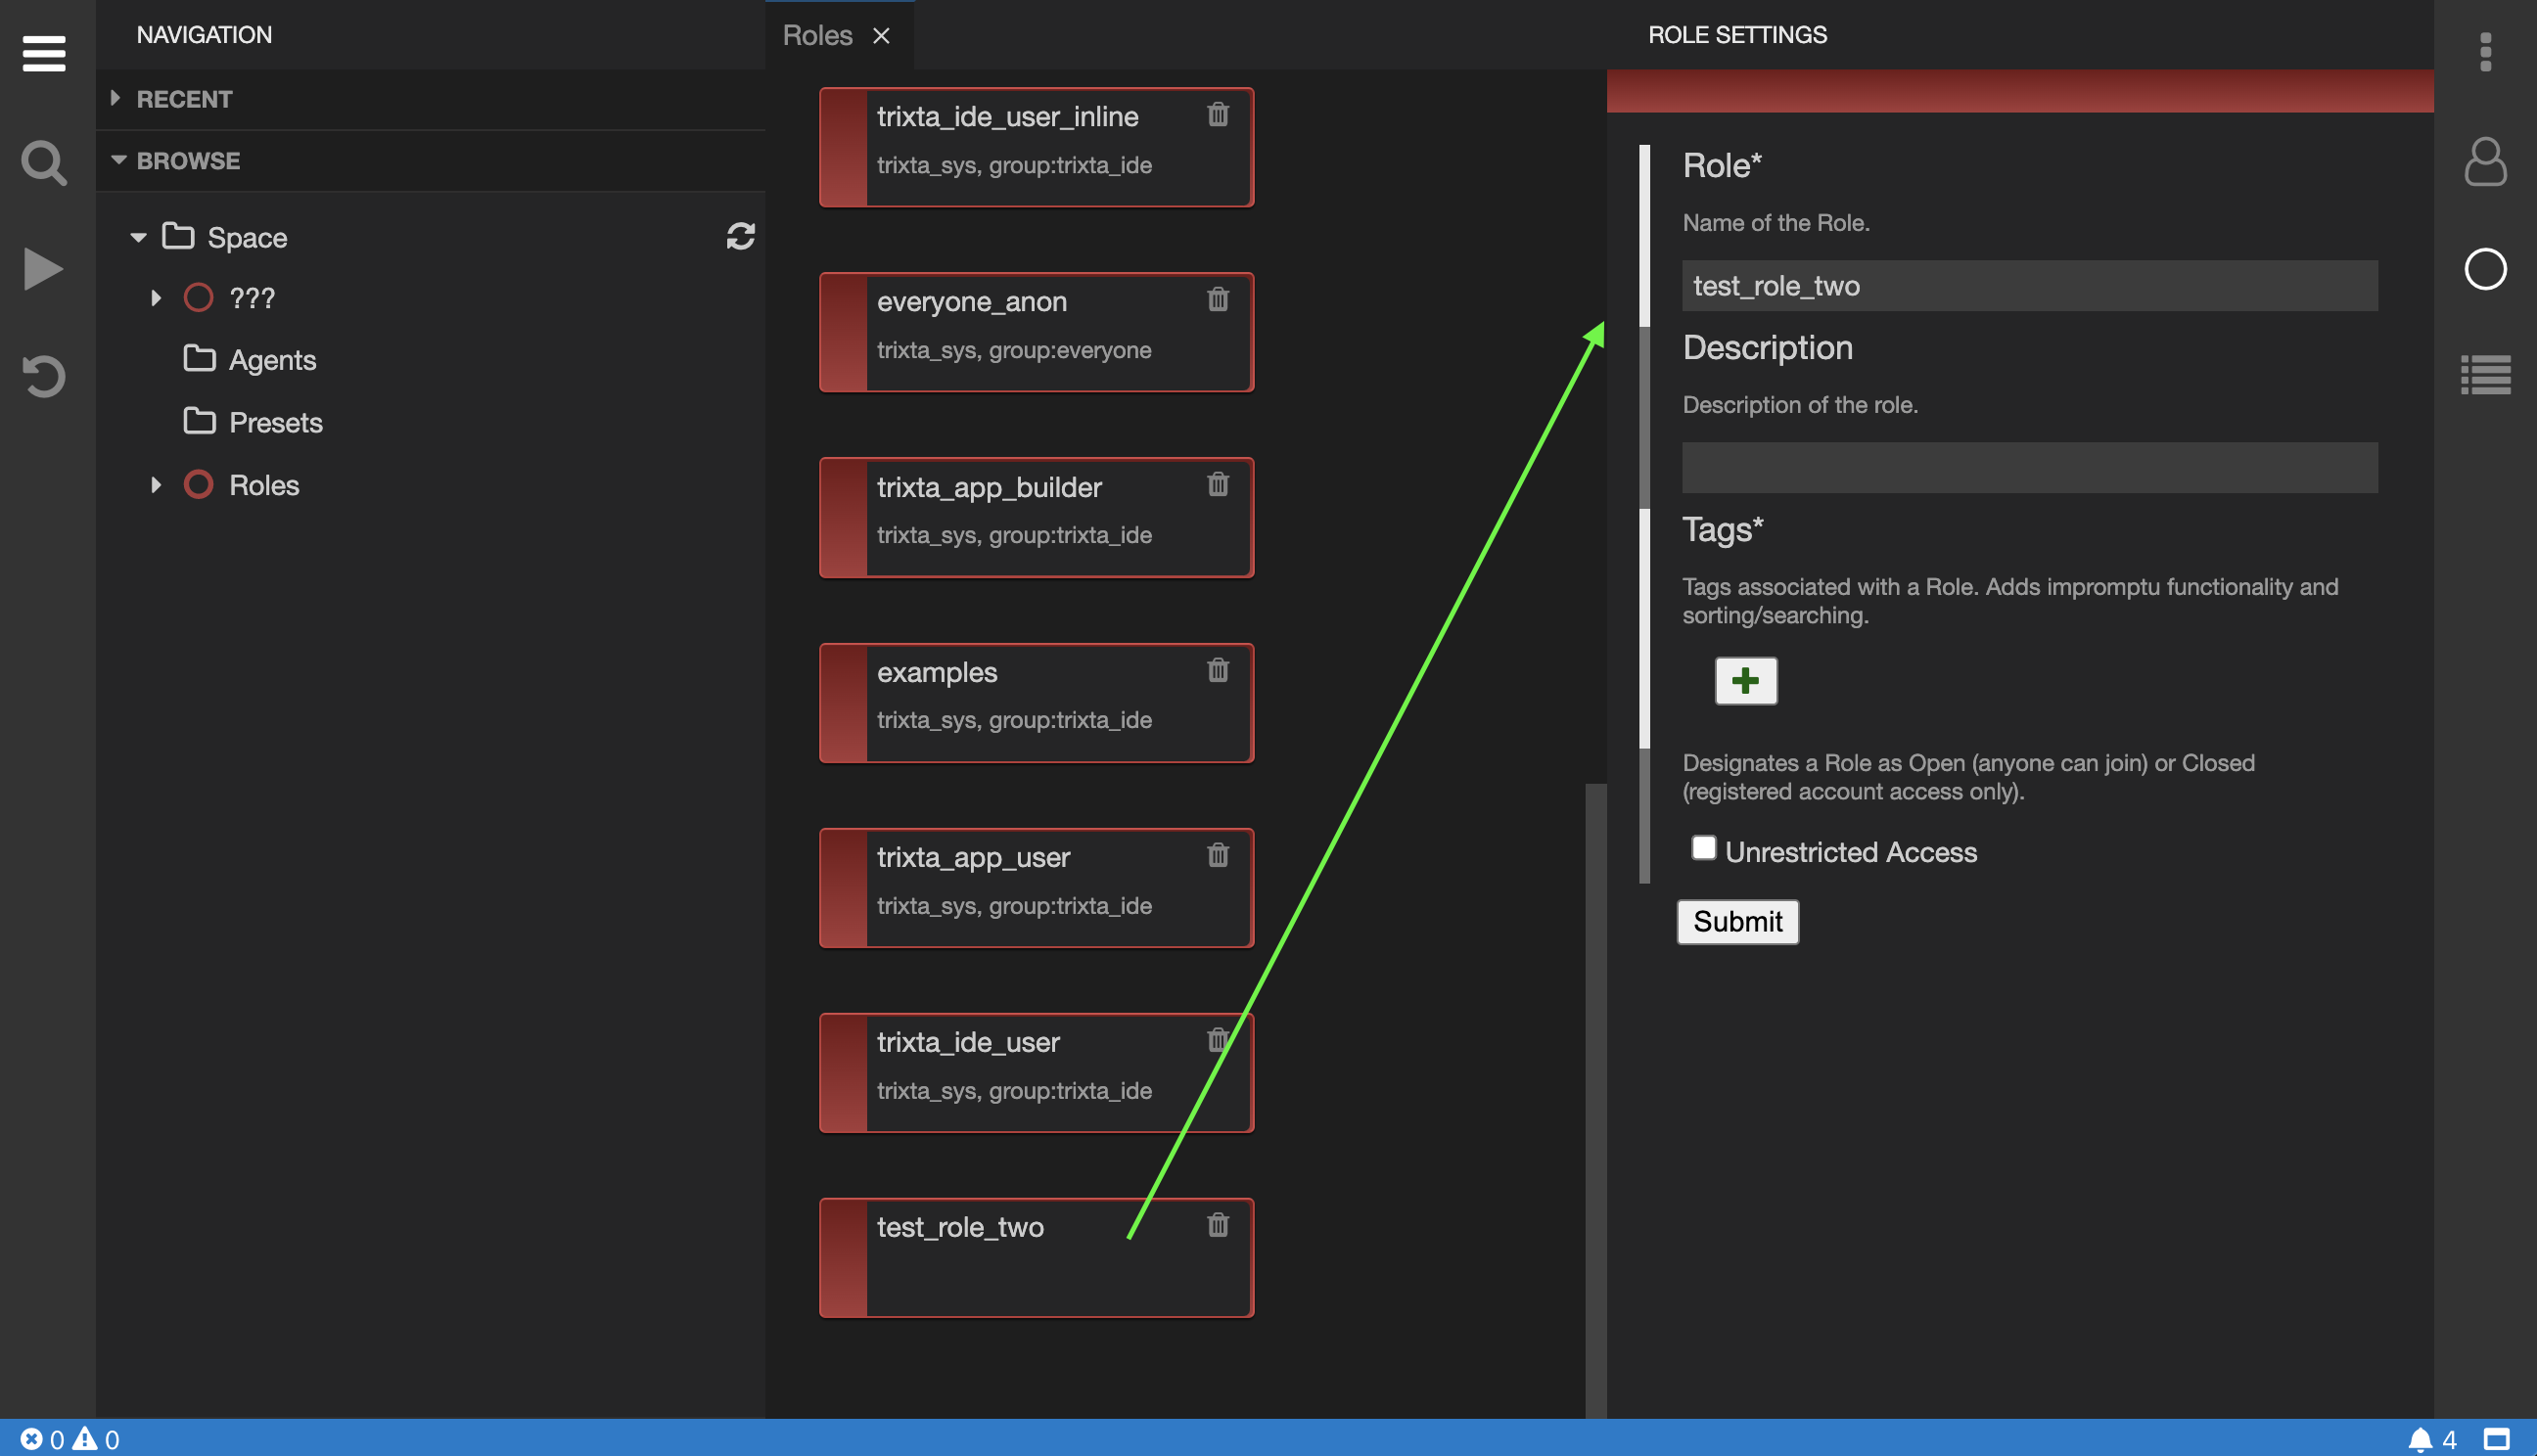 NAVIGATION
RECENT
BROWSE
Space
???
Agents
Presets
Roles
Roles
trixta_ide_user_inline
trixta_sys, group:trixta_ide
everyone_anon
trixta_sys, group:everyone
trixta_app_builder
trixta_sys, group:trixta_ide
examples
trixta_sys, group:trixta_ide
trixta_app_user
trixta_sys, group:trixta_ide
trixta_ide_user
trixta_sys, group:trixta_ide
test_role_two
ROLE SETTINGS
Role*
Name of the Role.
test_role_two
Description
Description of the role.
Tags*
Tags associated with a Role. Adds impromptu functionality and
sorting/searching.
Designates a Role as Open (anyone can join) or Closed
(registered account access only).
Unrestricted Access
Submit
0 0
4